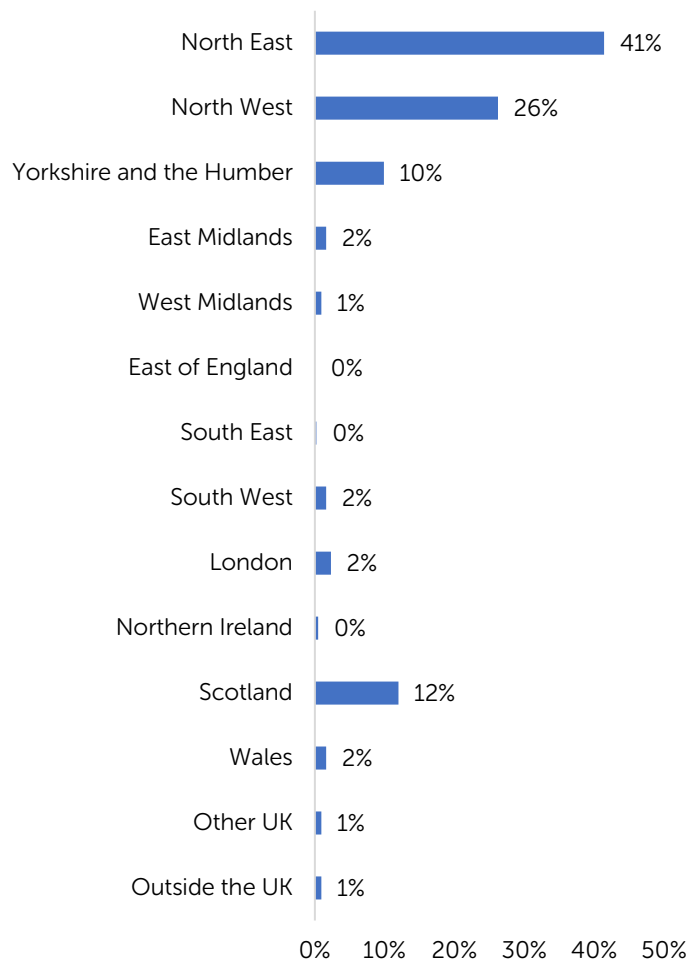 North East 41%
North West 26%
Yorkshire and the Humber 10%
East Midlands 2%
West Midlands 1%
East of England 0%
South East 0%
South West 2%
London 2%
Northern Ireland 0%
Scotland 12%
Wales 2%
Other UK 1%
Outside the UK 1%
0% 10% 20% 30% 40% 50%